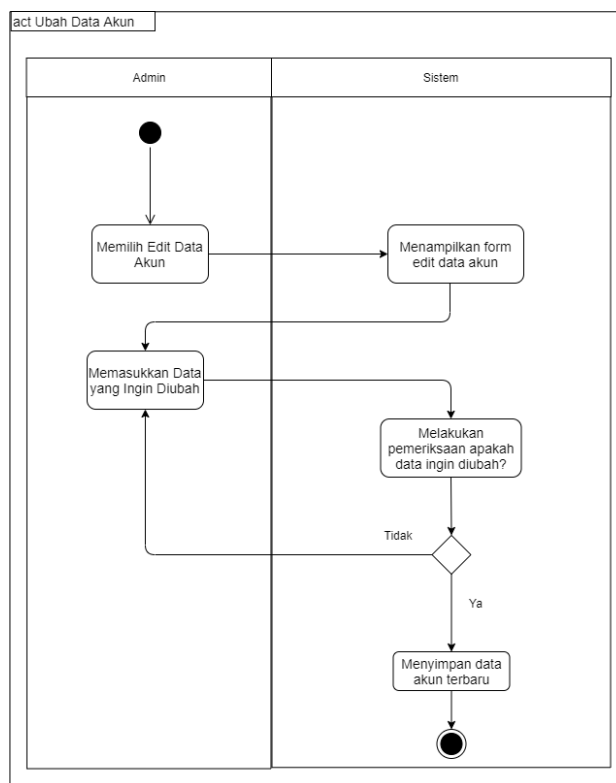 act Ubah Data Akun
Admin
Sistem
Memilih Edit Data
Akun
Menampilkan form
edit data akun
Memasukkan Data
yang Ingin Diubah
Melakukan
pemeriksaan apakah
data ingin diubah?
Tidak
Ya
Menyimpan data
akun terbaru